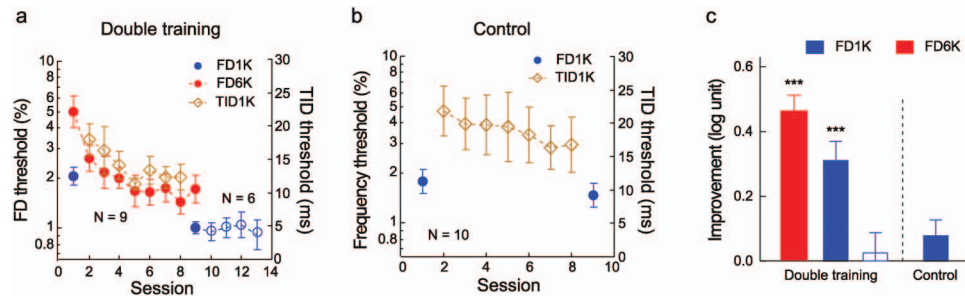 a
Double training
FD threshold (%)
10
8
6
5
4
3
2
1
0.8
FD1K
FD6K
TID1K
N = 9
N = 6
0 2 4 6 8 10 12 14
Session
30
25
20
15
10
5
0
TID threshold (ms)
b
Control
Frequency threshold (%)
10
8
6
5
4
3
2
1
0.8
FD1K
TID1K
N = 10
0 2 4 6 8 10
Session
30
25
20
15
10
5
0
TID threshold (ms)
c
FD1K
FD6K
Improvement (log unit)
0.6
0.4
0.2
0.0
***
***
Double training
Control